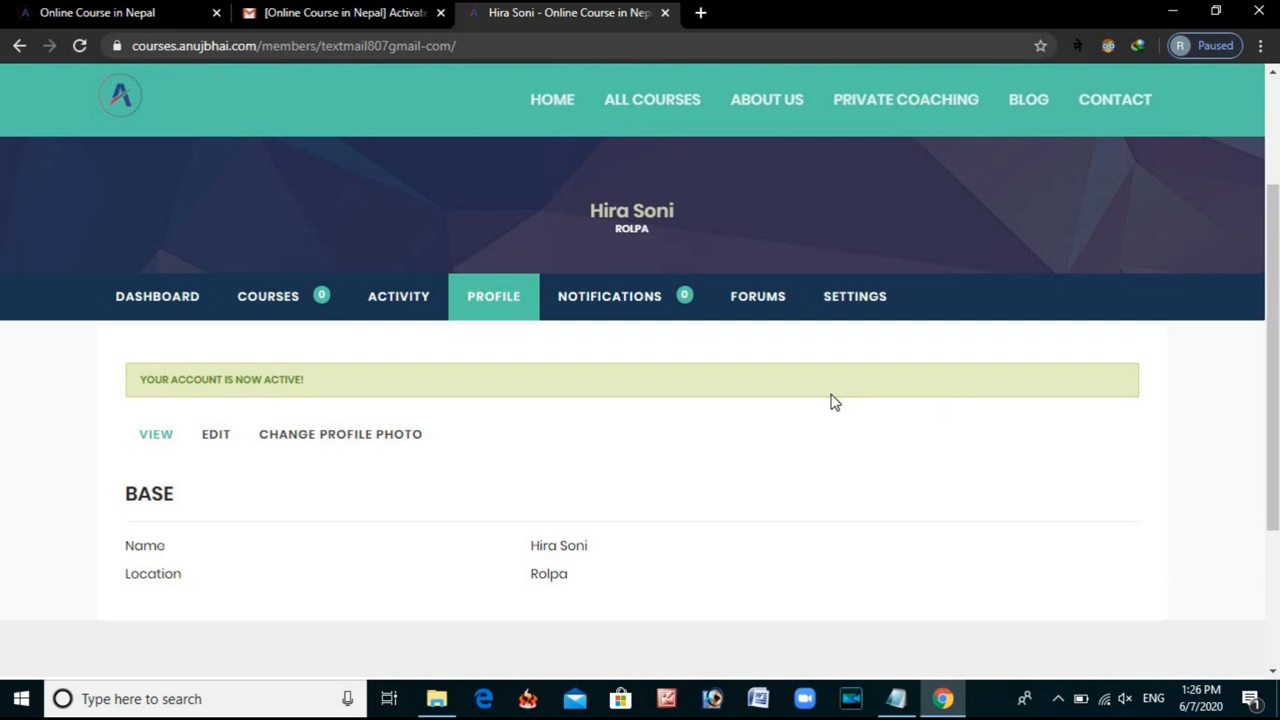 Online Course in Nepal
[Online Course in Nepal] Activate
Hira Soni - Online Course in Nep
courses.anujbhai.com/members/textmail807gmail-com/
R Paused
HOME ALL COURSES ABOUT US PRIVATE COACHING BLOG CONTACT
Hira Soni
ROLPA
DASHBOARD COURSES 0 ACTIVITY PROFILE NOTIFICATIONS 0 FORUMS SETTINGS
YOUR ACCOUNT IS NOW ACTIVE!
VIEW EDIT CHANGE PROFILE PHOTO
BASE
Name Hira Soni
Location Rolpa
Type here to search
ENG
1:26 PM
6/7/2020
1